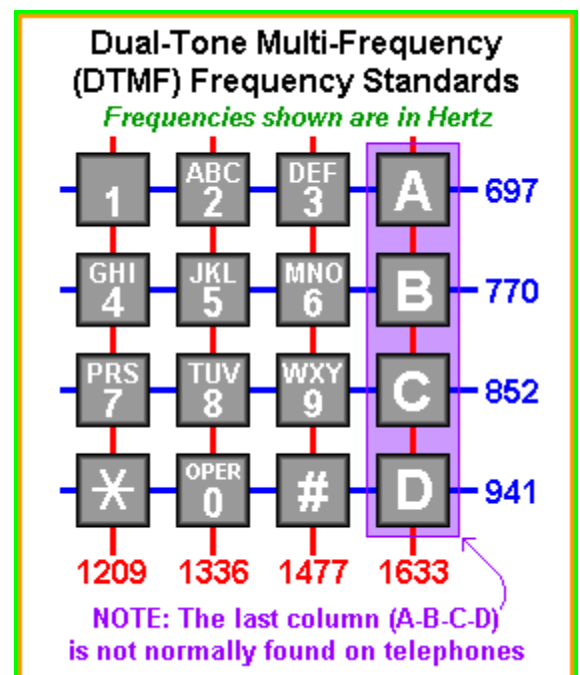 Dual-Tone Multi-Frequency
(DTMF) Frequency Standards
Frequencies shown are in Hertz
1 ABC 2 DEF 3 A 697
GHI 4 JKL 5 MNO 6 B 770
PRS 7 TUV 8 WXY 9 C 852
* OPER 0 # D 941
1209 1336 1477 1633
NOTE: The last column (A-B-C-D)
is not normally found on telephones